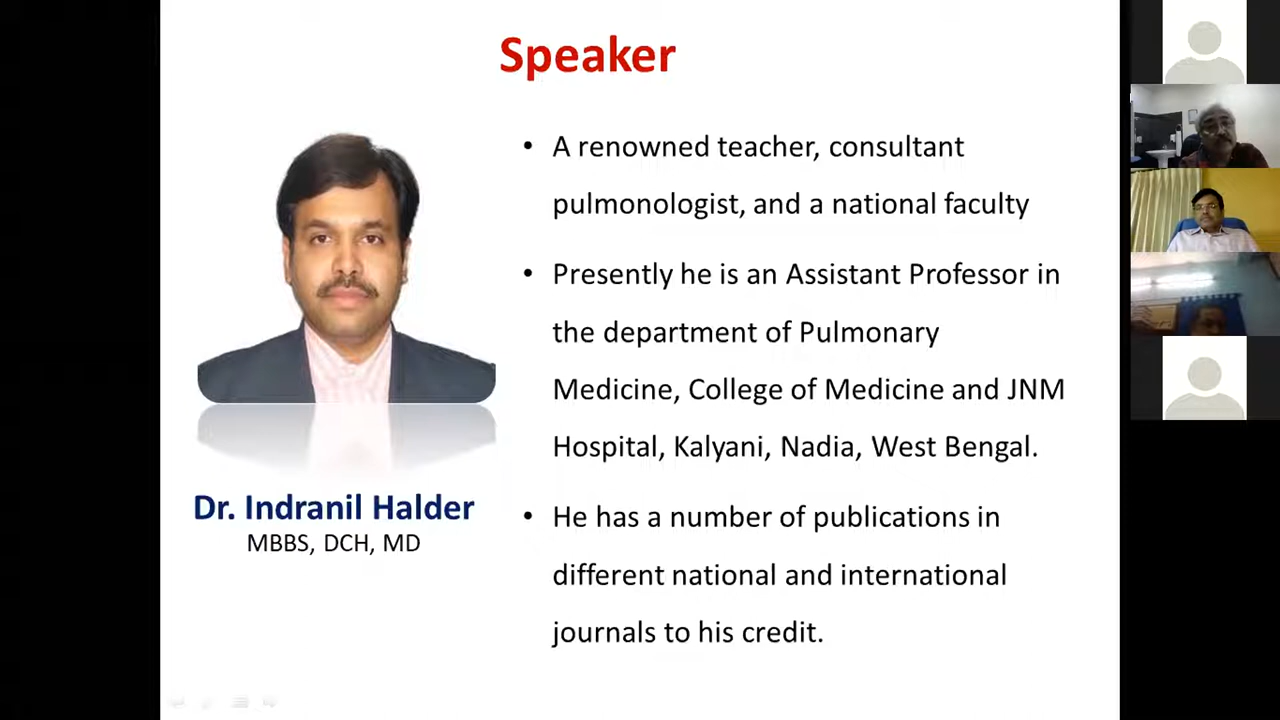 Speaker
• A renowned teacher, consultant
pulmonologist, and a national faculty
• Presently he is an Assistant Professor in
the department of Pulmonary
Medicine, College of Medicine and JNM
Hospital, Kalyani, Nadia, West Bengal.
• He has a number of publications in
different national and international
journals to his credit.
Dr. Indranil Halder
MBBS, DCH, MD